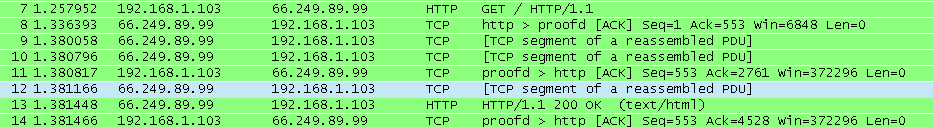 7 1.257952 192.168.1.103 66.249.89.99 HTTP GET / HTTP/1.1
8 1.336393 66.249.89.99 192.168.1.103 TCP http > proofd [ACK] Seq=1 Ack=553 Win=6848 Len=0
9 1.380058 66.249.89.99 192.168.1.103 TCP [TCP segment of a reassembled PDU]
10 1.380796 66.249.89.99 192.168.1.103 TCP [TCP segment of a reassembled PDU]
11 1.380817 192.168.1.103 66.249.89.99 TCP proofd > http [ACK] Seq=553 Ack=2761 Win=372296 Len=0
12 1.381166 66.249.89.99 192.168.1.103 TCP [TCP segment of a reassembled PDU]
13 1.381448 66.249.89.99 192.168.1.103 HTTP HTTP/1.1 200 OK (text/html)
14 1.381466 192.168.1.103 66.249.89.99 TCP proofd > http [ACK] Seq=553 Ack=4528 Win=372296 Len=0